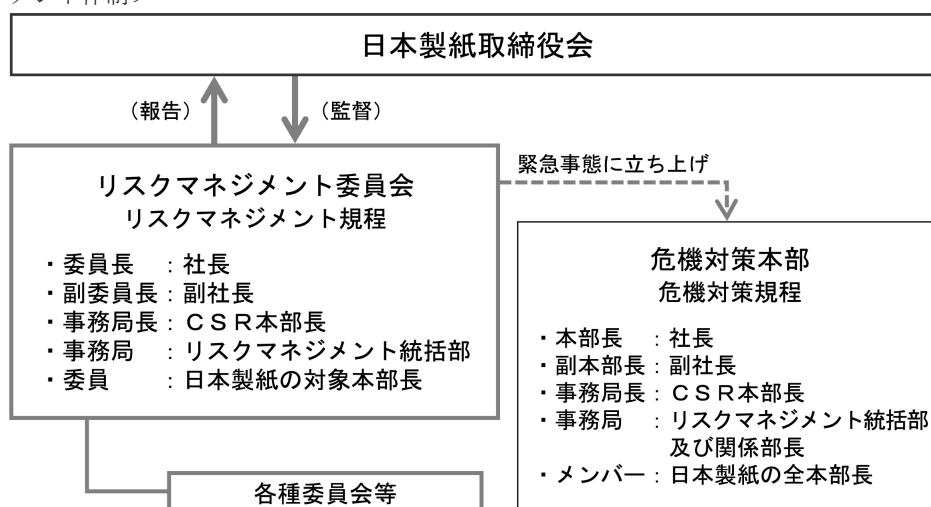 日本製紙取締役会
（報告）
（監督）
リスクマネジメント委員会
リスクマネジメント規程
・委員長　：社長
・副委員長：副社長
・事務局長：ＣＳＲ本部長
・事務局　：リスクマネジメント統括部
・委員　　：日本製紙の対象本部長
緊急事態に立ち上げ
危機対策本部
危機対策規程
・本部長　：社長
・副本部長：副社長
・事務局長：ＣＳＲ本部長
・事務局　：リスクマネジメント統括部
及び関係部長
・メンバー：日本製紙の全本部長
各種委員会等